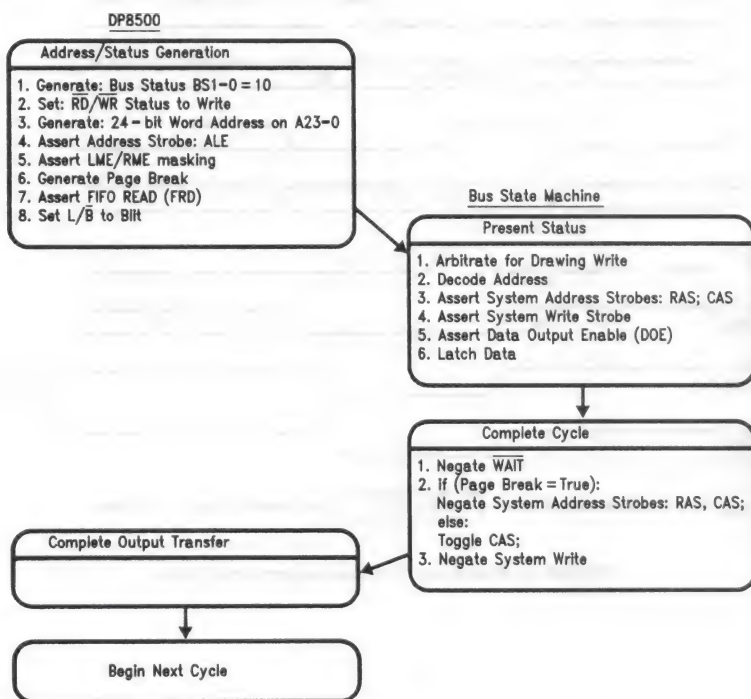 DP8500
Address/Status Generation
1. Generate: Bus Status BS1-0 = 10
2. Set: R̅D̅/W̅R̅ Status to Write
3. Generate: 24-bit Word Address on A23-0
4. Assert Address Strobe: ALE
5. Assert LME/RME masking
6. Generate Page Break
7. Assert FIFO READ (FRD)
8. Set L/B̅ to Bilt
Bus State Machine
Present Status
1. Arbitrate for Drawing Write
2. Decode Address
3. Assert System Address Strobes: RAS; CAS
4. Assert System Write Strobe
5. Assert Data Output Enable (DOE)
6. Latch Data
Complete Cycle
1. Negate W̅A̅I̅T̅
2. if (Page Break = True):
Negate System Address Strobes: RAS, CAS;
else:
Toggle CAS;
3. Negate System Write
Complete Output Transfer
Begin Next Cycle